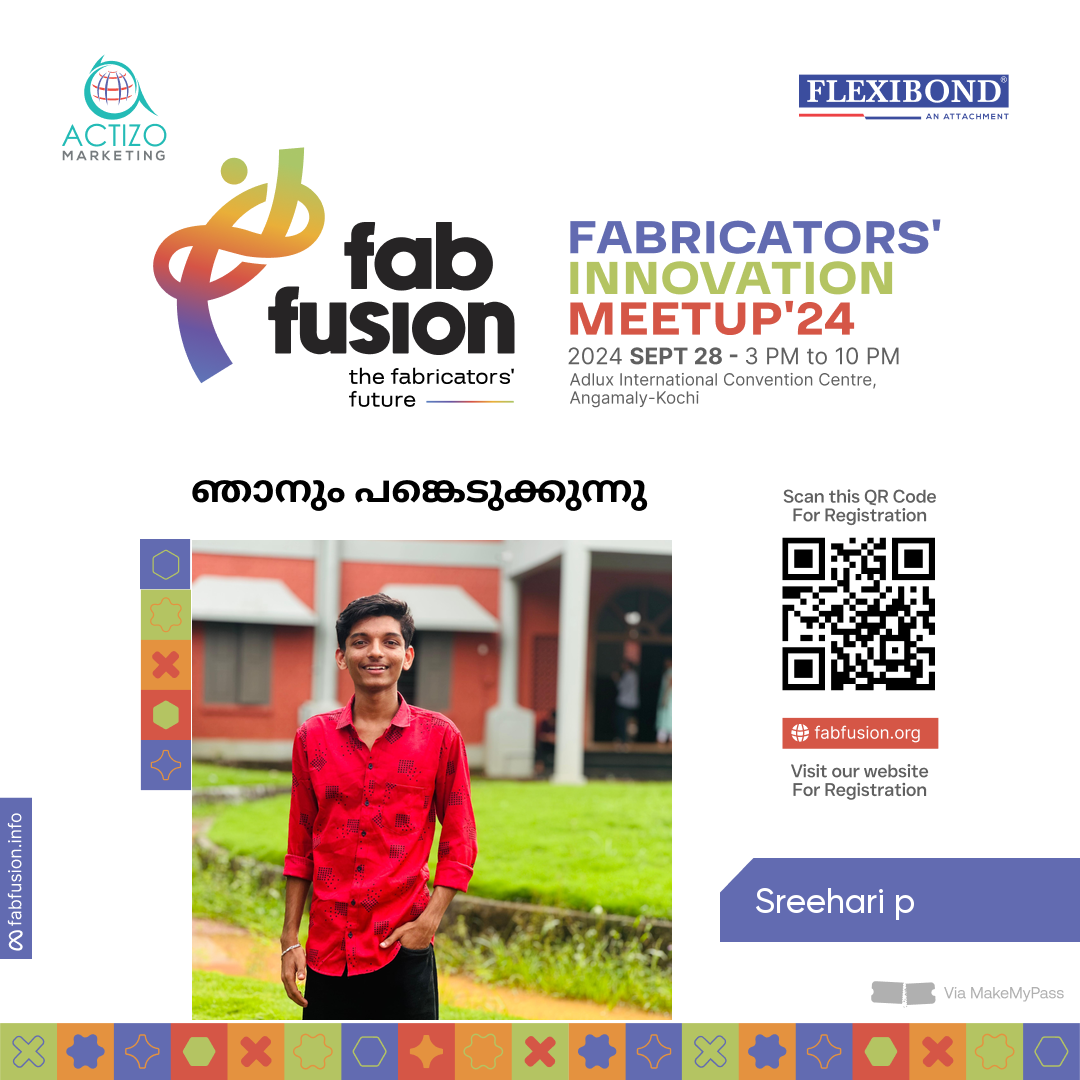 ACTIZO
MARKETING
FLEXIBOND®
AN ATTACHMENT
fab
fusion
the fabricators'
future
FABRICATORS'
INNOVATION
MEETUP'24
2024 SEPT 28 - 3 PM to 10 PM
Adlux International Convention Centre,
Angamaly-Kochi
ഞാനും പങ്കെടുക്കുന്നു
Scan this QR Code
For Registration
fabfusion.org
Visit our website
For Registration
fabfusion.info
Sreehari p
Via MakeMyPass